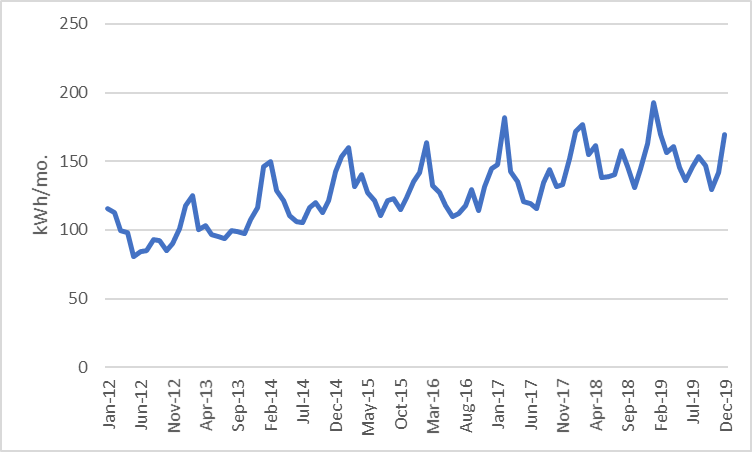 250
200
150
100
50
0
kWh/mo.
Jan-12
Jun-12
Nov-12
Apr-13
Sep-13
Feb-14
Jul-14
Dec-14
May-15
Oct-15
Mar-16
Aug-16
Jan-17
Jun-17
Nov-17
Apr-18
Sep-18
Feb-19
Jul-19
Dec-19